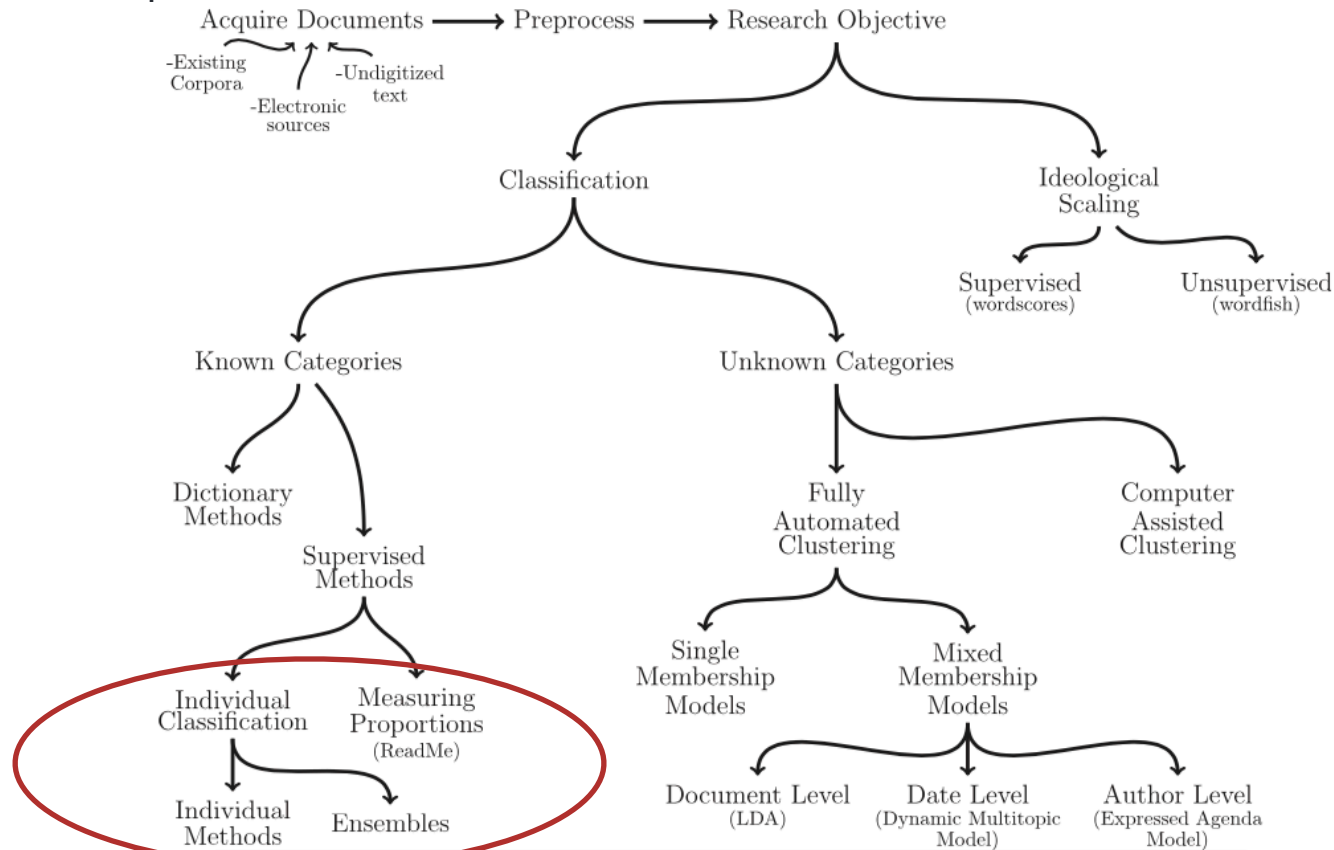 Acquire Documents
Preprocess
Research Objective
-Existing
Corpora
-Electronic
sources
-Undigitized
text
Classification
Ideological
Scaling
Supervised
(wordscores)
Unsupervised
(wordfish)
Known Categories
Unknown Categories
Dictionary
Methods
Supervised
Methods
Fully
Automated
Clustering
Computer
Assisted
Clustering
Individual
Classification
Measuring
Proportions
(ReadMe)
Single
Membership
Models
Mixed
Membership
Models
Individual
Methods
Ensembles
Document Level
(LDA)
Date Level
(Dynamic Multitopic
Model)
Author Level
(Expressed Agenda
Model)